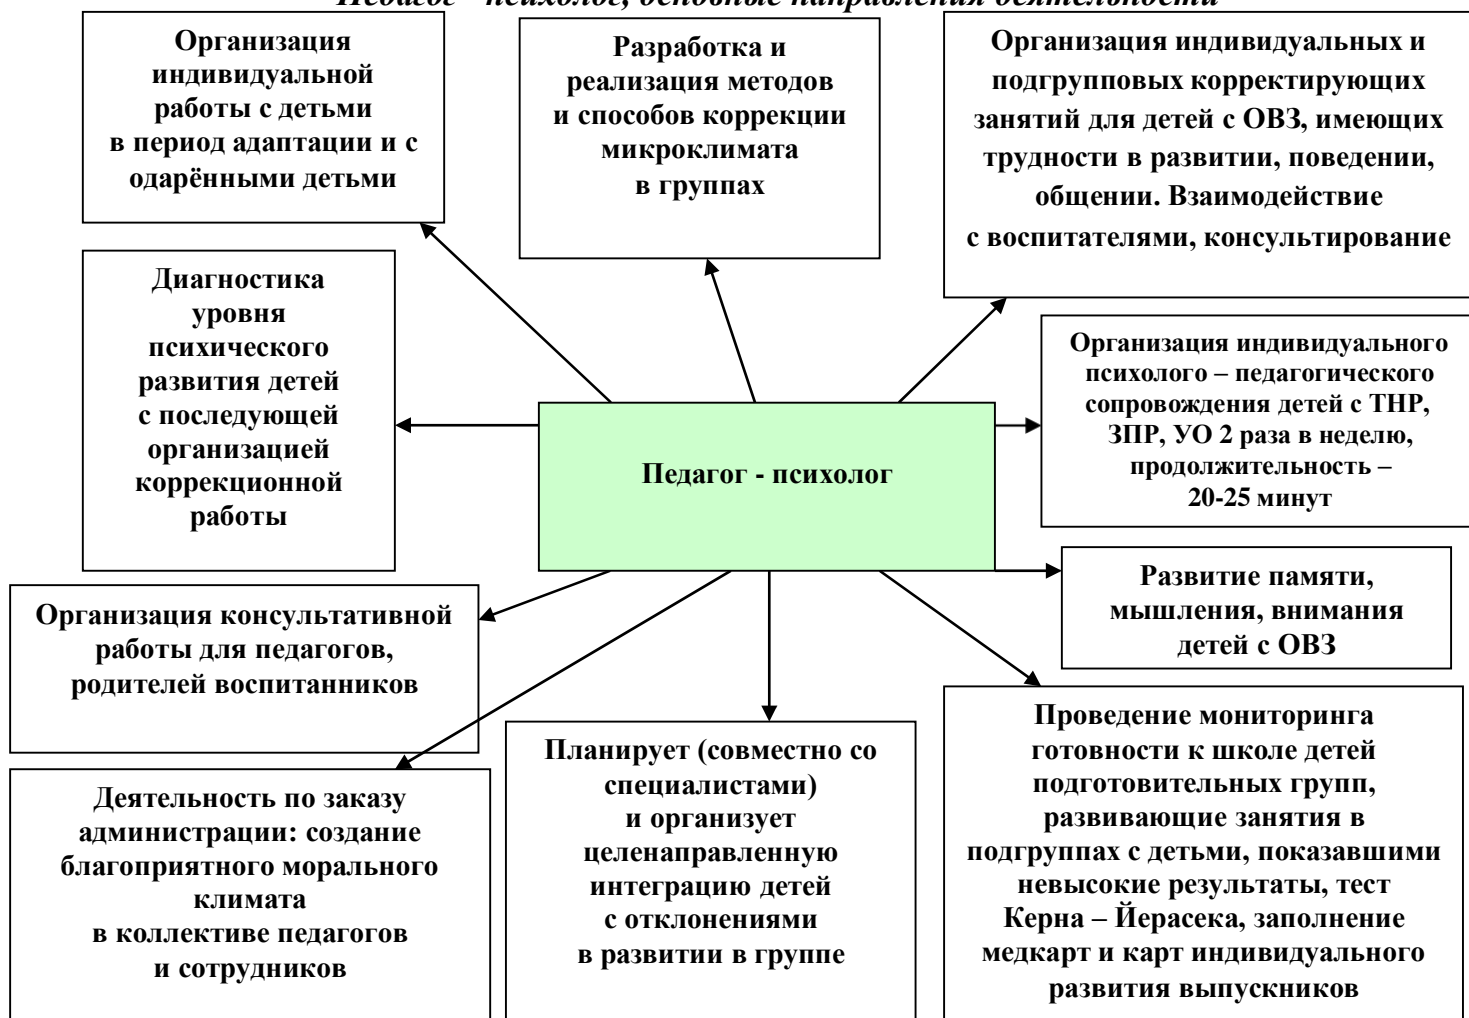 Педагог - психолог, основные направления деятельности
Организация
индивидуальной
работы с детьми
в период адаптации и с
одарёнными детьми
Разработка и
реализация методов
и способов коррекции
микроклимата
в группах
Организация индивидуальных и
подгрупповых корректирующих
занятий для детей с ОВЗ, имеющих
трудности в развитии, поведении,
общении. Взаимодействие
с воспитателями, консультирование
Диагностика
уровня
психического
развития детей
с последующей
организацией
коррекционной
работы
Организация индивидуального
психолого – педагогического
сопровождения детей с ТНР,
ЗПР, УО 2 раза в неделю,
продолжительность –
20-25 минут
Педагог - психолог
Развитие памяти,
мышления, внимания
детей с ОВЗ
Организация консультативной
работы для педагогов,
родителей воспитанников
Деятельность по заказу
администрации: создание
благоприятного морального
климата
в коллективе педагогов
и сотрудников
Планирует (совместно со
специалистами)
и организует
целенаправленную
интеграцию детей
с отклонениями
в развитии в группе
Проведение мониторинга
готовности к школе детей
подготовительных групп,
развивающие занятия в
подгруппах с детьми, показавшими
невысокие результаты, тест
Керна – Йерасека, заполнение
медкарт и карт индивидуального
развития выпускников